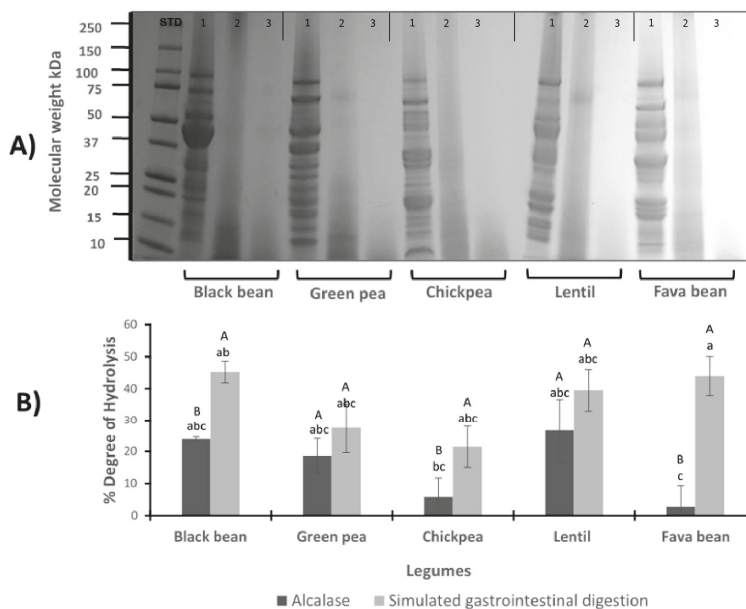 A)
Molecular weight kDa
250
150
100
75
50
37
25
20
15
10
STD 1 2 3 1 2 3 1 2 3 1 2 3 1 2 3
Black bean Green pea Chickpea Lentil Fava bean
B)
% Degree of Hydrolysis
60
50
40
30
20
10
0
B
abc
A
ab
A
abc
A
abc
B
bc
A
abc
A
abc
A
abc
B
c
A
a
Black bean Green pea Chickpea Lentil Fava bean
Legumes
Alcalase Simulated gastrointestinal digestion